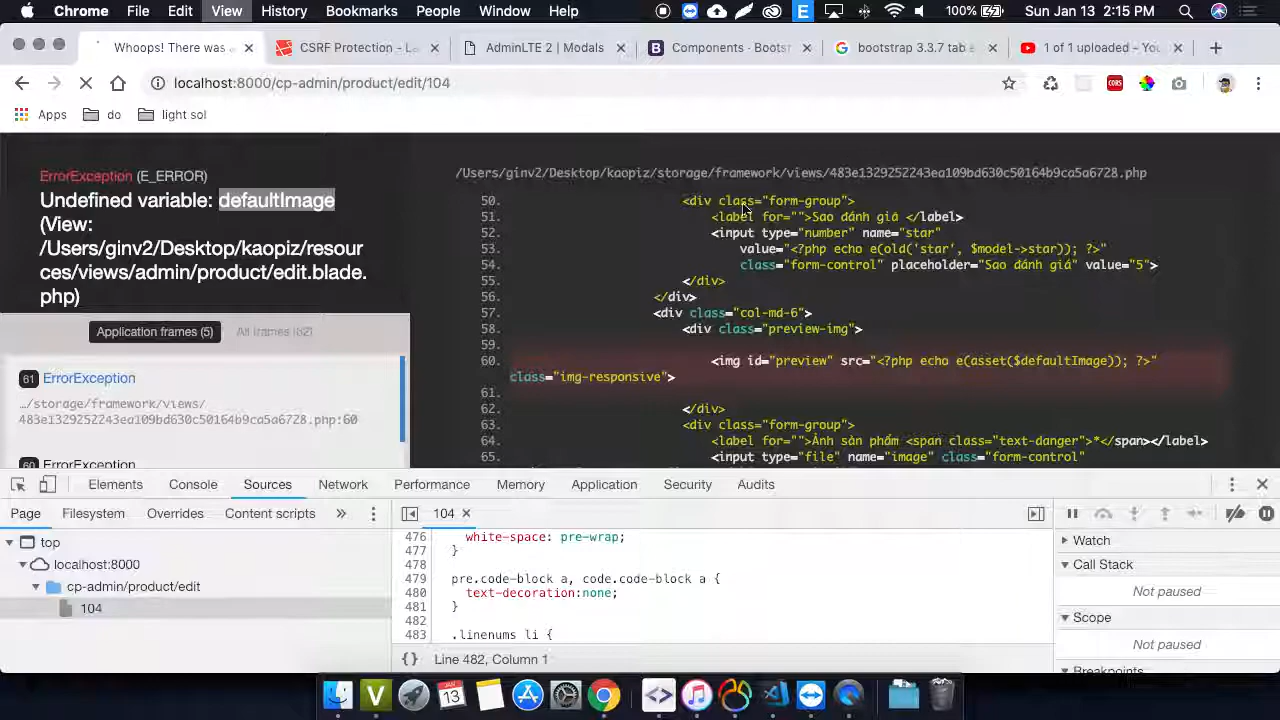 Chrome File Edit View History Bookmarks People Window Help 100% Sun Jan 13 2:15 PM
Whoops! There was a CSRF Protection - La AdminLTE 2 | Modals Components · Bootst bootstrap 3.3.7 tab e 1 of 1 uploaded - You
localhost:8000/cp-admin/product/edit/104
Apps do light sol
ErrorException (E_ERROR)
Undefined variable: defaultImage
(View:
/Users/ginv2/Desktop/kaopiz/resour
ces/views/admin/product/edit.blade.
php)
Application frames (5) All frames (62)
61 ErrorException
…/storage/framework/views/
483e1329252243ea109bd630c50164b9ca5a6728.php:60
60 ErrorException
/Users/ginv2/Desktop/kaopiz/storage/framework/views/483e1329252243ea109bd630c50164b9ca5a6728.php
50. <div class="form-group">
51. <label for="">Sao đánh giá </label>
52. <input type="number" name="star"
53. value="<?php echo e(old('star', $model->star)); ?>"
54. class="form-control" placeholder="Sao đánh giá" value="5">
55. </div>
56. </div>
57. <div class="col-md-6">
58. <div class="preview-img">
59.
60. <img id="preview" src="<?php echo e(asset($defaultImage)); ?>"
class="img-responsive">
61.
62. </div>
63. <div class="form-group">
64. <label for="">Ảnh sản phẩm <span class="text-danger">*</span></label>
65. <input type="file" name="image" class="form-control"
Elements Console Sources Network Performance Memory Application Security Audits
Page Filesystem Overrides Content scripts » 104
top
localhost:8000
cp-admin/product/edit
104
476 white-space: pre-wrap;
477 }
478
479 pre.code-block a, code.code-block a {
480 text-decoration:none;
481 }
482
483 .linenums li {
{} Line 482, Column 1
Watch
Call Stack
Not paused
Scope
Not paused
Breakpoints
JAN
13